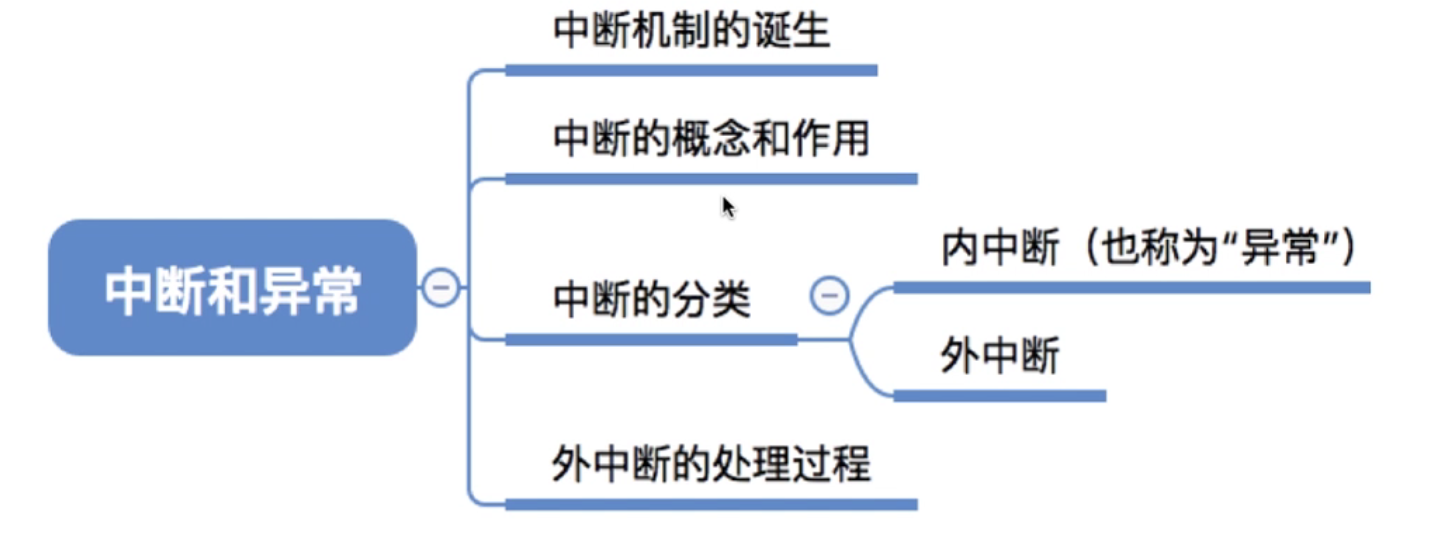 中断和异常
中断机制的诞生
中断的概念和作用
中断的分类
内中断（也称为“异常”）
外中断
外中断的处理过程